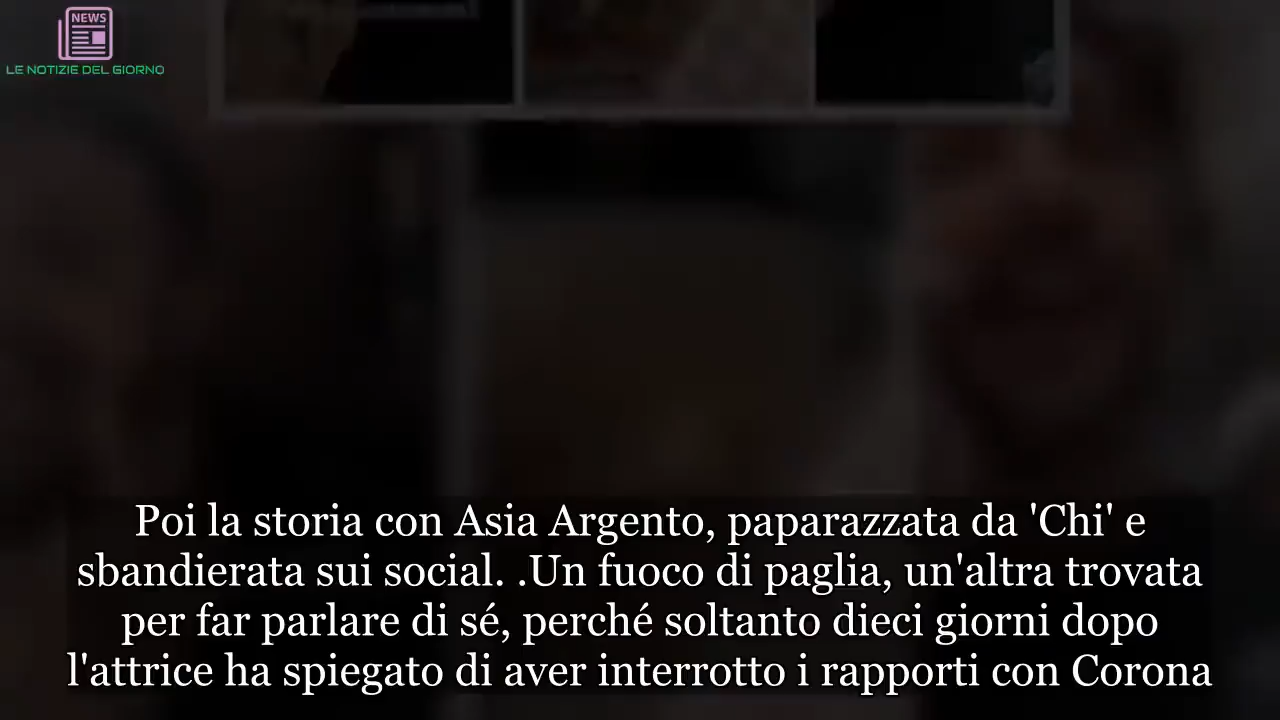 NEWS
LE NOTIZIE DEL GIORNO
Poi la storia con Asia Argento, paparazzata da 'Chi' e
sbandierata sui social. .Un fuoco di paglia, un'altra trovata
per far parlare di sé, perché soltanto dieci giorni dopo
l'attrice ha spiegato di aver interrotto i rapporti con Corona